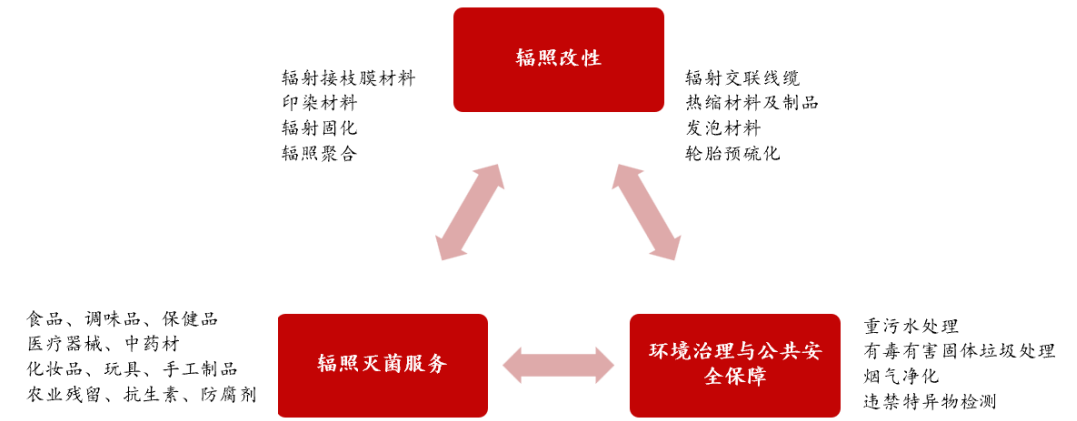 辐照改性
辐射接枝膜材料
印染材料
辐射固化
辐照聚合
辐射交联线缆
热缩材料及制品
发泡材料
轮胎预硫化
食品、调味品、保健品
医疗器械、中药材
化妆品、玩具、手工制品
农业残留、抗生素、防腐剂
辐照灭菌服务
环境治理与公共安
全保障
重污水处理
有毒有害固体垃圾处理
烟气净化
违禁特异物检测